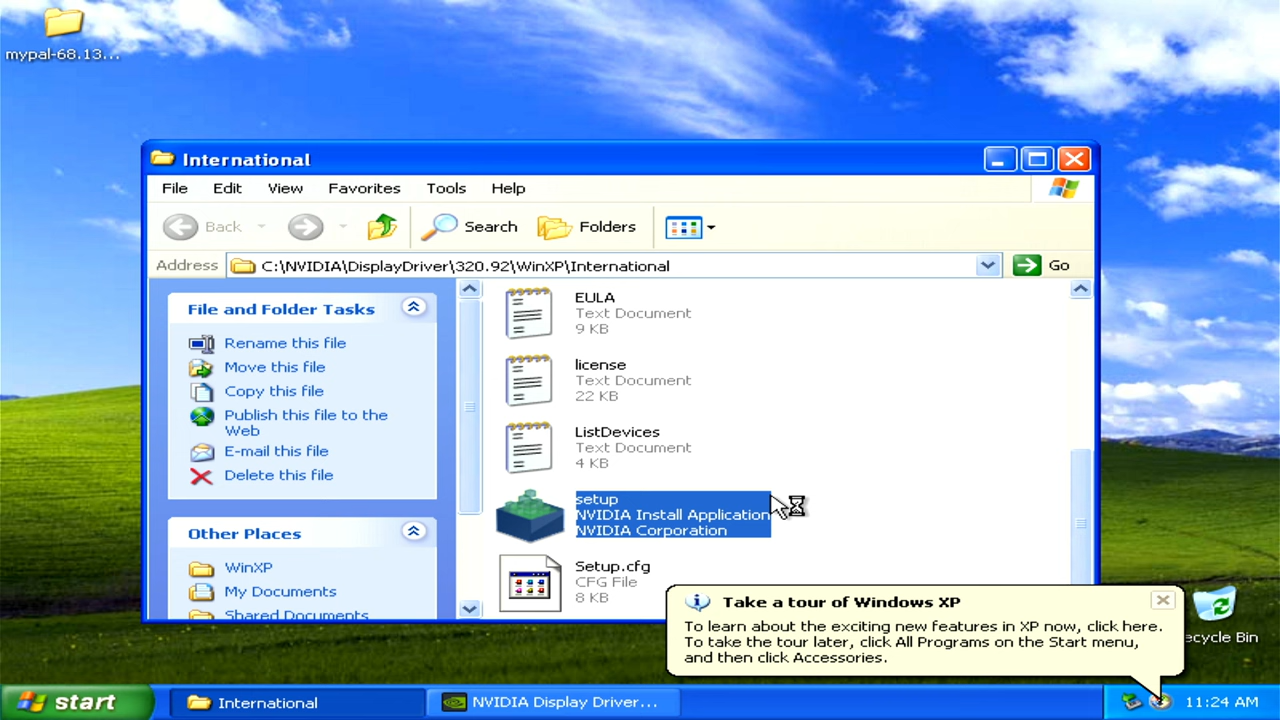 mypal-68.13...
International
File Edit View Favorites Tools Help
Back Search Folders
Address C:\NVIDIA\DisplayDriver\320.92\WinXP\International Go
File and Folder Tasks
Rename this file
Move this file
Copy this file
Publish this file to the
Web
E-mail this file
Delete this file
Other Places
WinXP
My Documents
Shared Documents
EULA
Text Document
9 KB
license
Text Document
22 KB
ListDevices
Text Document
4 KB
setup
NVIDIA Install Application
NVIDIA Corporation
Setup.cfg
CFG File
8 KB
Take a tour of Windows XP
To learn about the exciting new features in XP now, click here.
To take the tour later, click All Programs on the Start menu,
and then click Accessories.
ecycle Bin
start International NVIDIA Display Driver... 11:24 AM